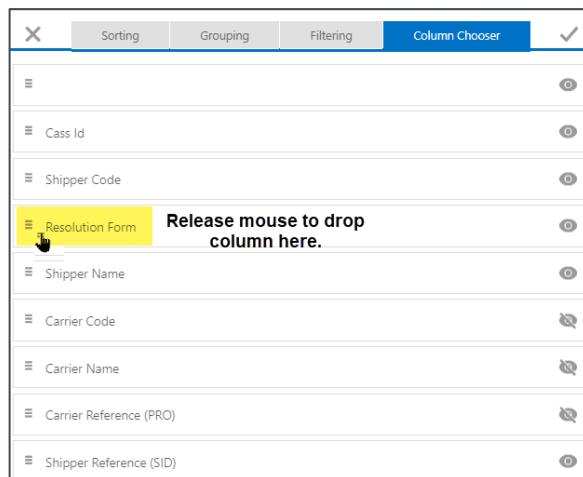 Sorting Grouping Filtering Column Chooser
Cass Id
Shipper Code
Resolution Form
Release mouse to drop
column here.
Shipper Name
Carrier Code
Carrier Name
Carrier Reference (PRO)
Shipper Reference (SID)